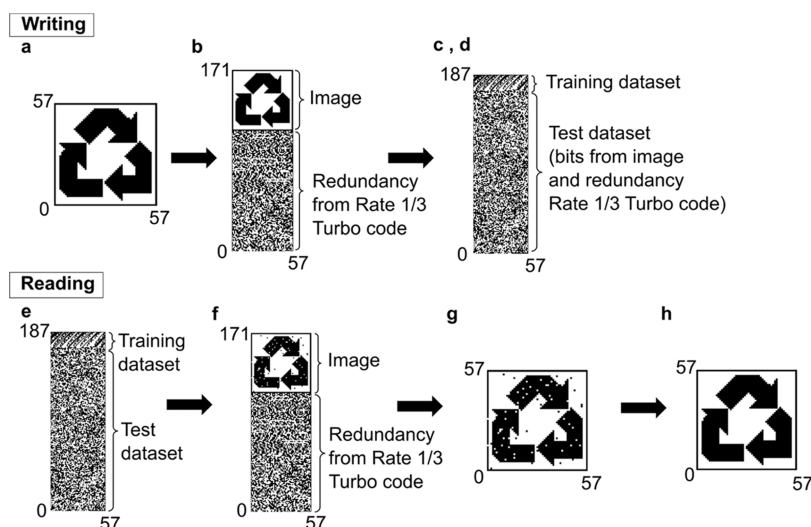 Writing
a
57
0
57
b
171
Image
Redundancy
from Rate 1/3
Turbo code
0
57
c , d
187
Training dataset
Test dataset
(bits from image
and redundancy
Rate 1/3 Turbo code)
0
57
Reading
e
187
Training
dataset
Test
dataset
0
57
f
171
Image
Redundancy
from Rate 1/3
Turbo code
0
57
g
57
0
57
h
57
0
57